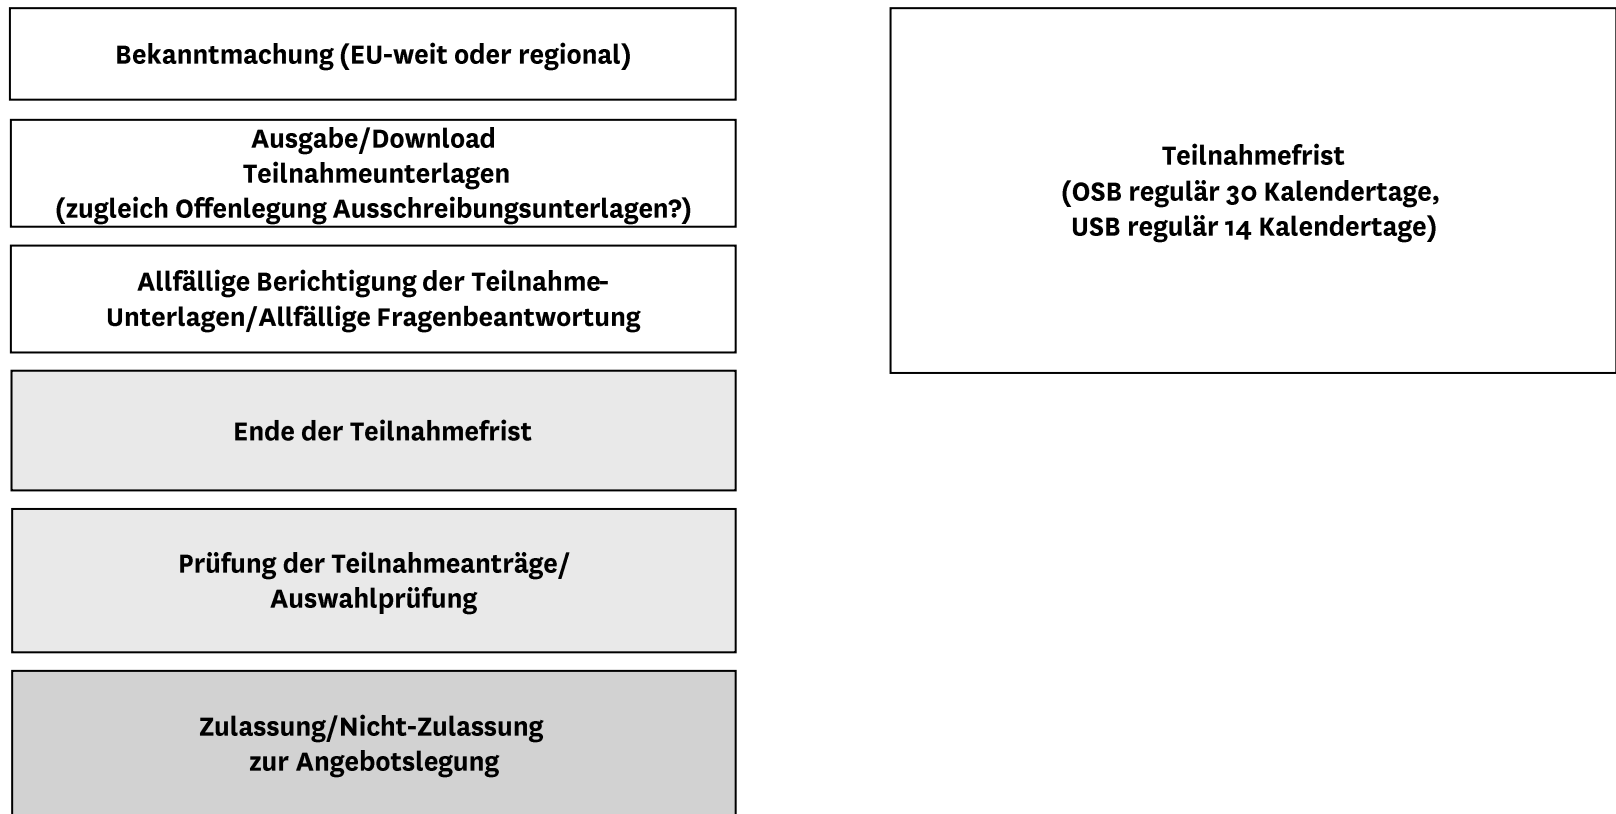 Bekanntmachung (EU-weit oder regional)
Ausgabe/Download
Teilnahmeunterlagen
(zugleich Offenlegung Ausschreibungsunterlagen?)
Allfällige Berichtigung der Teilnahme-
Unterlagen/Allfällige Fragenbeantwortung
Ende der Teilnahmefrist
Prüfung der Teilnahmeanträge/
Auswahlprüfung
Zulassung/Nicht-Zulassung
zur Angebotslegung
Teilnahmefrist
(OSB regulär 30 Kalendertage,
USB regulär 14 Kalendertage)